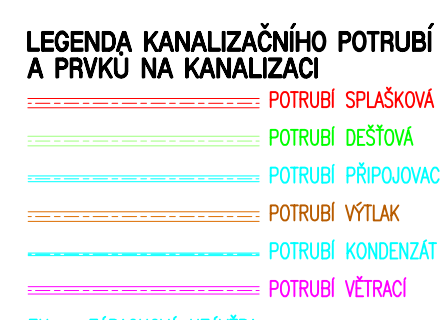 LEGENDA KANALIZAČNÍHO POTRUBÍ
A PRVKŮ NA KANALIZACI
POTRUBÍ SPLAŠKOVÁ
POTRUBÍ DEŠŤOVÁ
POTRUBÍ PŘIPOJOVAC
POTRUBÍ VÝTLAK
POTRUBÍ KONDENZÁT
POTRUBÍ VĚTRACÍ